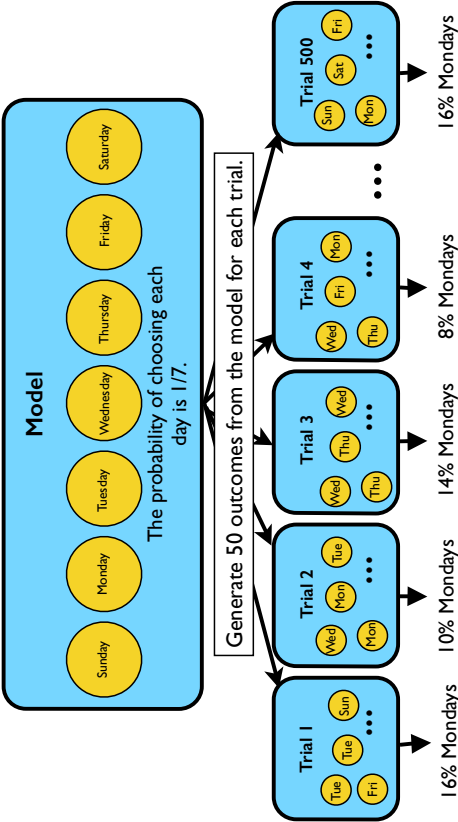 Model
Sunday Monday Tuesday Wednesday Thursday Friday Saturday
The probability of choosing each
day is 1/7.
Generate 50 outcomes from the model for each trial.
Trial 1
Tue Tue Sun
Fri ...
16% Mondays
Trial 2
Wed Mon Tue
Mon ...
10% Mondays
Trial 3
Wed Thu Wed
Thu ...
14% Mondays
Trial 4
Wed Fri Mon
Thu ...
8% Mondays
...
Trial 500
Sun Sat Fri
Mon ...
16% Mondays